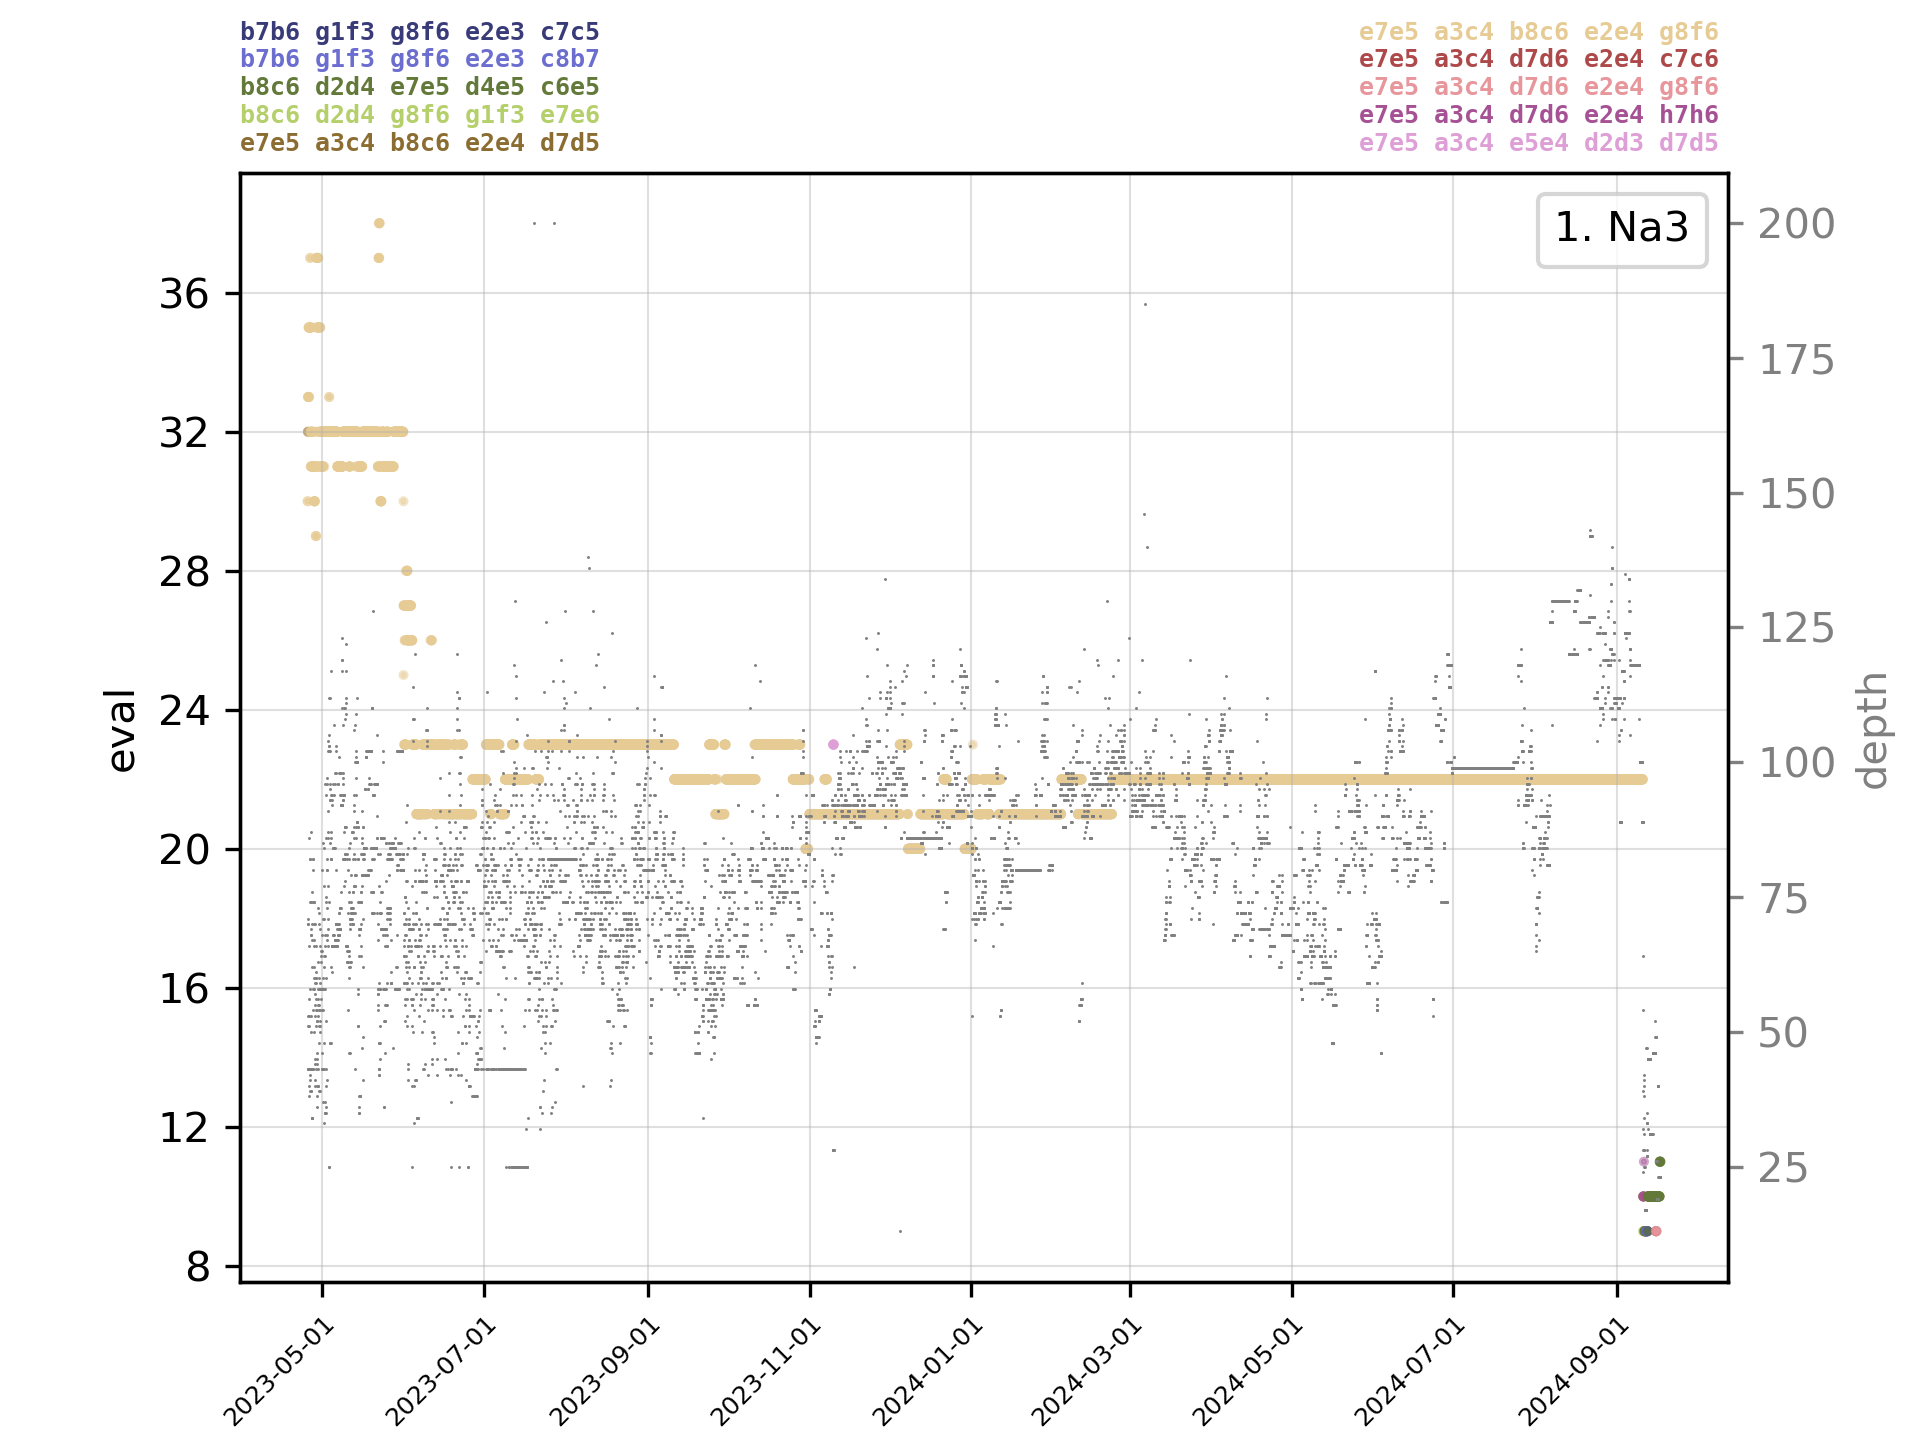 b7b6 g1f3 g8f6 e2e3 c7c5
b7b6 g1f3 g8f6 e2e3 c8b7
b8c6 d2d4 e7e5 d4e5 c6e5
b8c6 d2d4 g8f6 g1f3 e7e6
e7e5 a3c4 b8c6 e2e4 d7d5
e7e5 a3c4 b8c6 e2e4 g8f6
e7e5 a3c4 d7d6 e2e4 c7c6
e7e5 a3c4 d7d6 e2e4 g8f6
e7e5 a3c4 d7d6 e2e4 h7h6
e7e5 a3c4 e5e4 d2d3 d7d5
1. Na3
eval
36
32
28
24
20
16
12
8
200
175
150
125
100
75
50
25
depth
2023-05-01
2023-07-01
2023-09-01
2023-11-01
2024-01-01
2024-03-01
2024-05-01
2024-07-01
2024-09-01